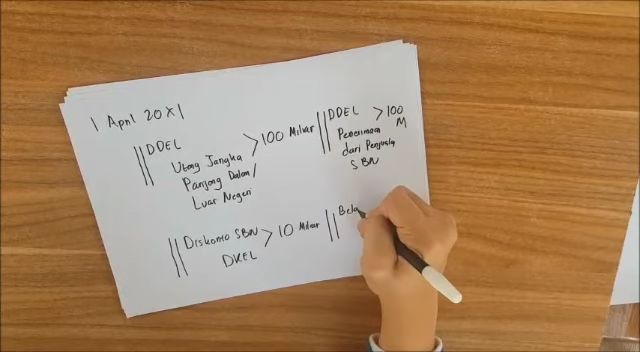 1 April 20X1
|| DDEL
Utang Jangka
Panjang Dalam/
Luar Negeri
> 100 Miliar
|| DDEL > 100
M
Penerimaan
dari Penjualan
SBN
|| Diskonto SBN > 10 Miliar
DKEL
|| Bela